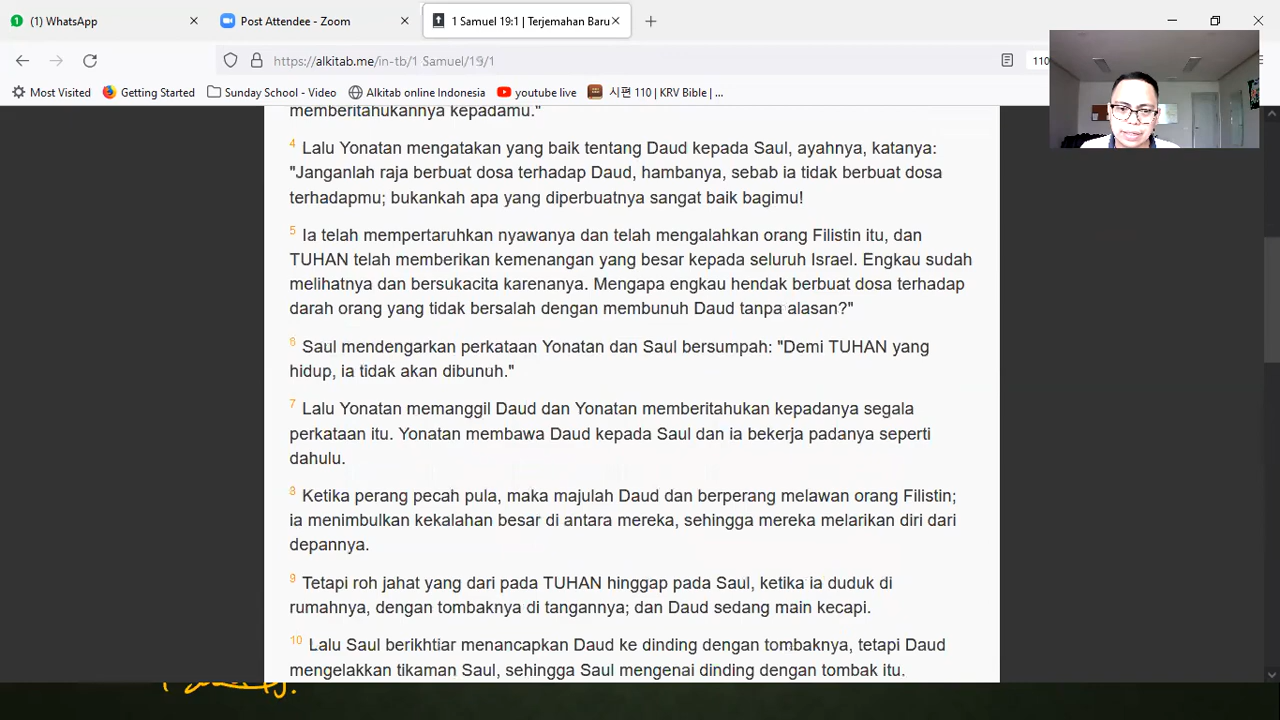 (1) WhatsApp
Post Attendee - Zoom
1 Samuel 19:1 | Terjemahan Baru
https://alkitab.me/in-tb/1 Samuel/19/1
110
Most Visited
Getting Started
Sunday School - Video
Alkitab online Indonesia
youtube live
시편 110 | KRV Bible | ...
memberitahukannya kepadamu."
4 Lalu Yonatan mengatakan yang baik tentang Daud kepada Saul, ayahnya, katanya:
"Janganlah raja berbuat dosa terhadap Daud, hambanya, sebab ia tidak berbuat dosa
terhadapmu; bukankah apa yang diperbuatnya sangat baik bagimu!
5 Ia telah mempertaruhkan nyawanya dan telah mengalahkan orang Filistin itu, dan
TUHAN telah memberikan kemenangan yang besar kepada seluruh Israel. Engkau sudah
melihatnya dan bersukacita karenanya. Mengapa engkau hendak berbuat dosa terhadap
darah orang yang tidak bersalah dengan membunuh Daud tanpa alasan?"
6 Saul mendengarkan perkataan Yonatan dan Saul bersumpah: "Demi TUHAN yang
hidup, ia tidak akan dibunuh."
7 Lalu Yonatan memanggil Daud dan Yonatan memberitahukan kepadanya segala
perkataan itu. Yonatan membawa Daud kepada Saul dan ia bekerja padanya seperti
dahulu.
8 Ketika perang pecah pula, maka majulah Daud dan berperang melawan orang Filistin;
ia menimbulkan kekalahan besar di antara mereka, sehingga mereka melarikan diri dari
depannya.
9 Tetapi roh jahat yang dari pada TUHAN hinggap pada Saul, ketika ia duduk di
rumahnya, dengan tombaknya di tangannya; dan Daud sedang main kecapi.
10 Lalu Saul berikhtiar menancapkan Daud ke dinding dengan tombaknya, tetapi Daud
mengelakkan tikaman Saul, sehingga Saul mengenai dinding dengan tombak itu.